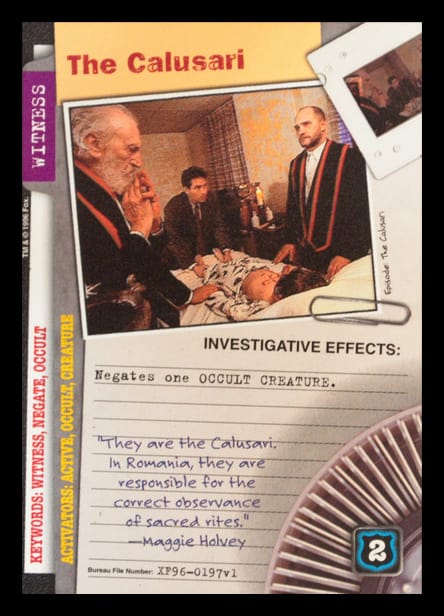 The Calusari
WITNESS
TM & © 1996 Fox.
Episode: The Calusari
KEYWORDS: WITNESS, NEGATE, OCCULT
ACTIVATORS: ACTIVE, OCCULT, CREATURE
INVESTIGATIVE EFFECTS:
Negates one OCCULT CREATURE.
"They are the Calusari.
In Romania, they are
responsible for the
correct observance
of sacred rites."
—Maggie Holvey
2
Bureau File Number: XF96-0197v1